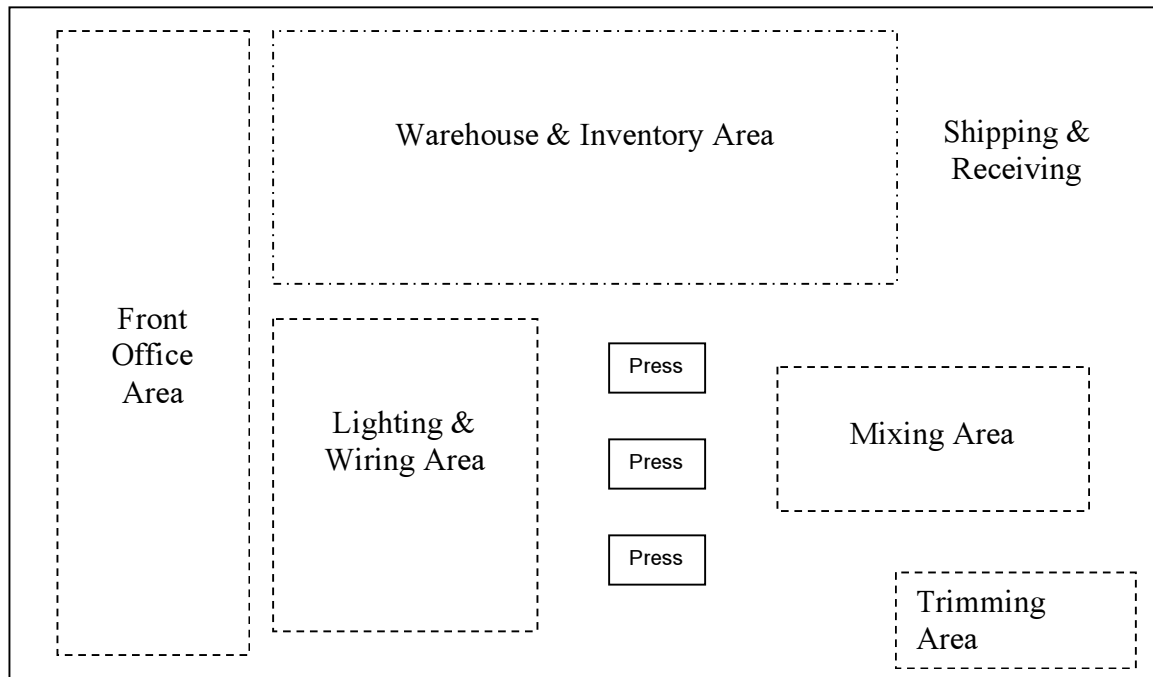 Warehouse & Inventory Area
Shipping &
Receiving
Front
Office
Area
Lighting &
Wiring Area
Press
Press
Press
Mixing Area
Trimming
Area